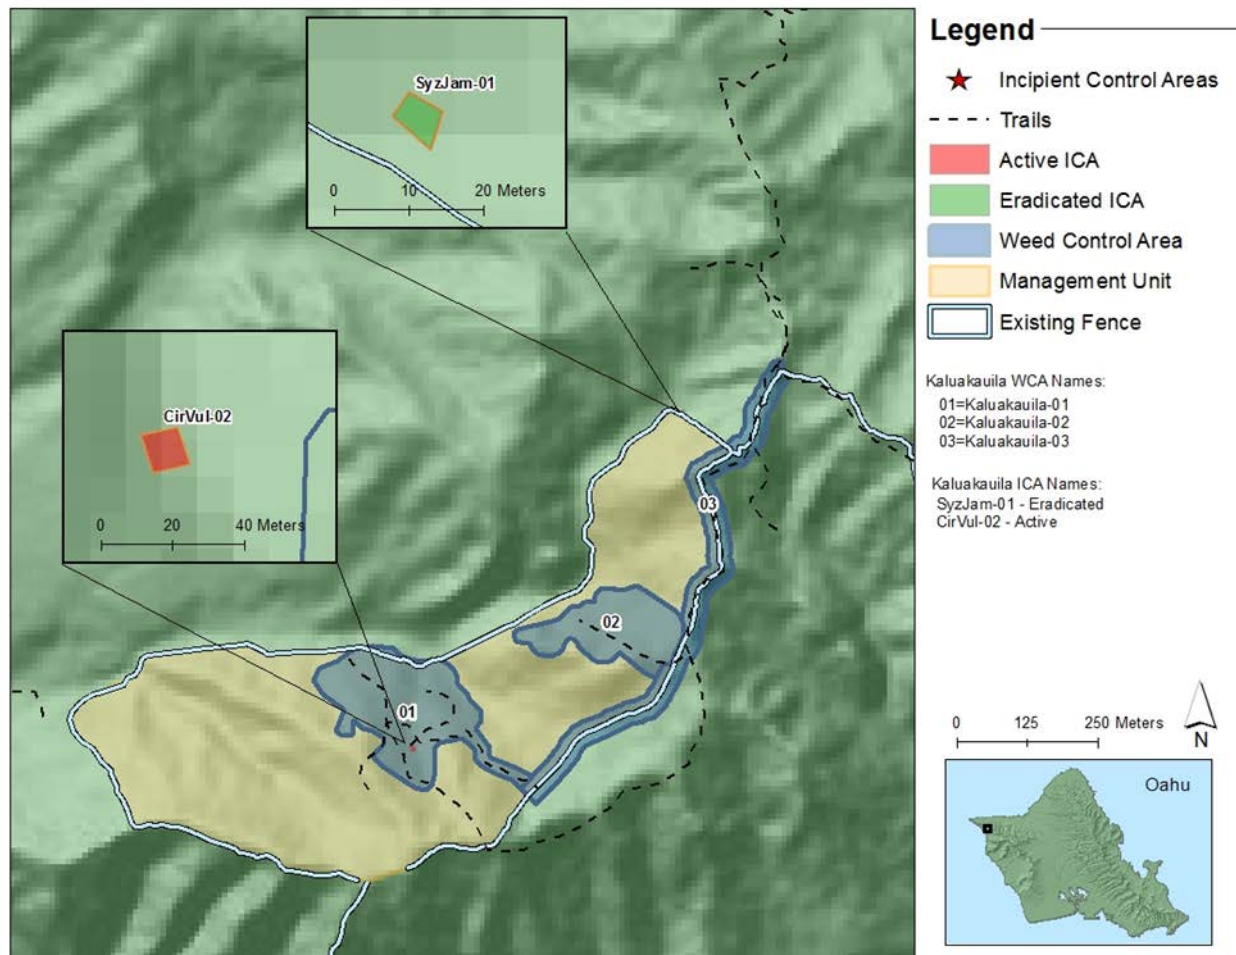 SyzJam-01
0 10 20 Meters
CirVul-02
0 20 40 Meters
03
02
01
Legend
Incipient Control Areas
Trails
Active ICA
Eradicated ICA
Weed Control Area
Management Unit
Existing Fence
Kaluakauila WCA Names:
01=Kaluakauila-01
02=Kaluakauila-02
03=Kaluakauila-03
Kaluakauila ICA Names:
SyzJam-01 - Eradicated
CirVul-02 - Active
0 125 250 Meters
N
Oahu